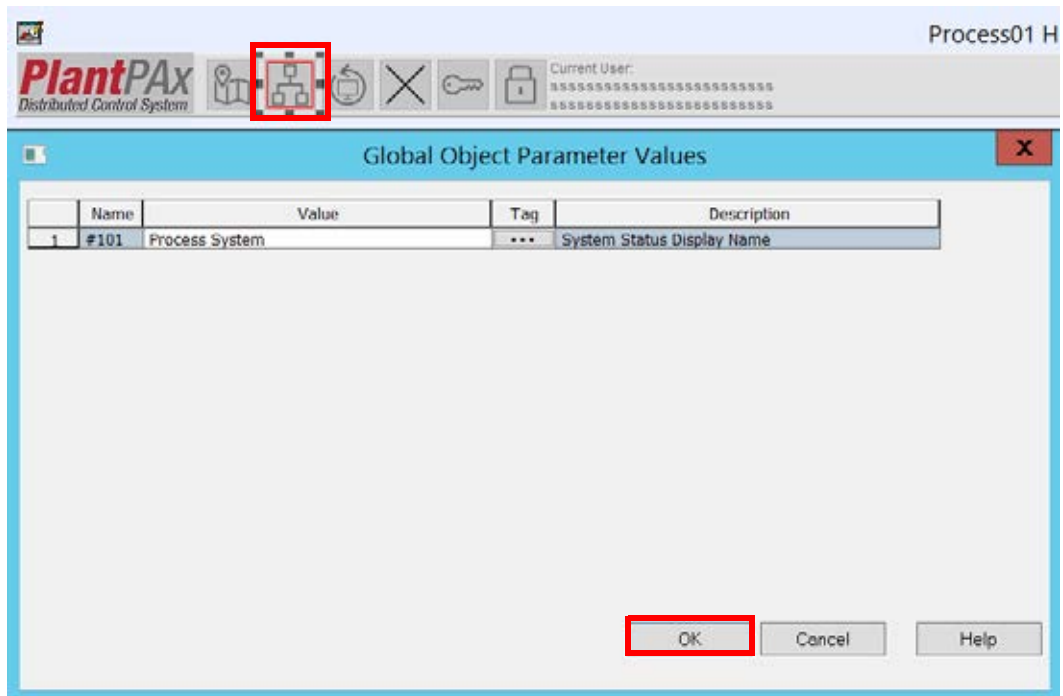 Process01 H
PlantPAx
Distributed Control System
Current User:
sssssssssssssssssssssssss
sssssssssssssssssssssssss
Global Object Parameter Values
x
Name Value Tag Description
1 #101 Process System ••• System Status Display Name
OK Cancel Help